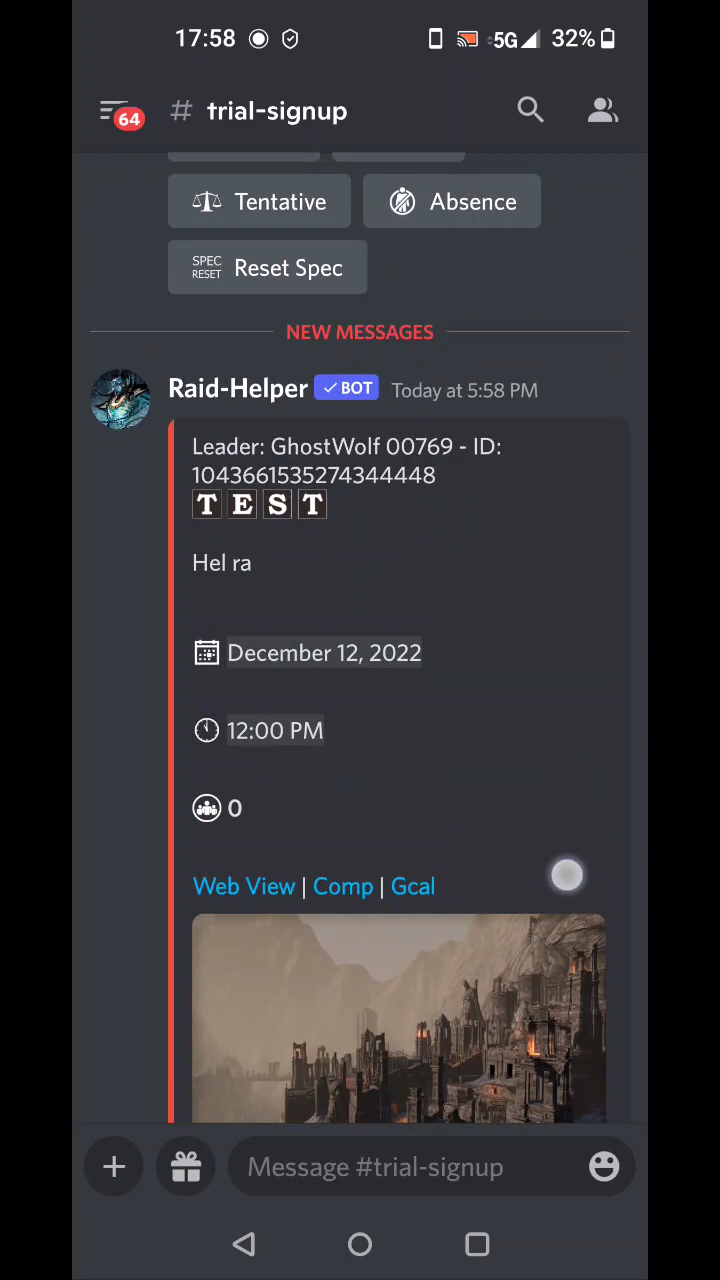 17:58 5G 32%
64 # trial-signup
Tentative Absence
SPEC RESET Reset Spec
NEW MESSAGES
Raid-Helper BOT Today at 5:58 PM
Leader: GhostWolf 00769 - ID:
1043661535274344448
TEST
Hel ra
December 12, 2022
12:00 PM
0
Web View | Comp | Gcal
Message #trial-signup